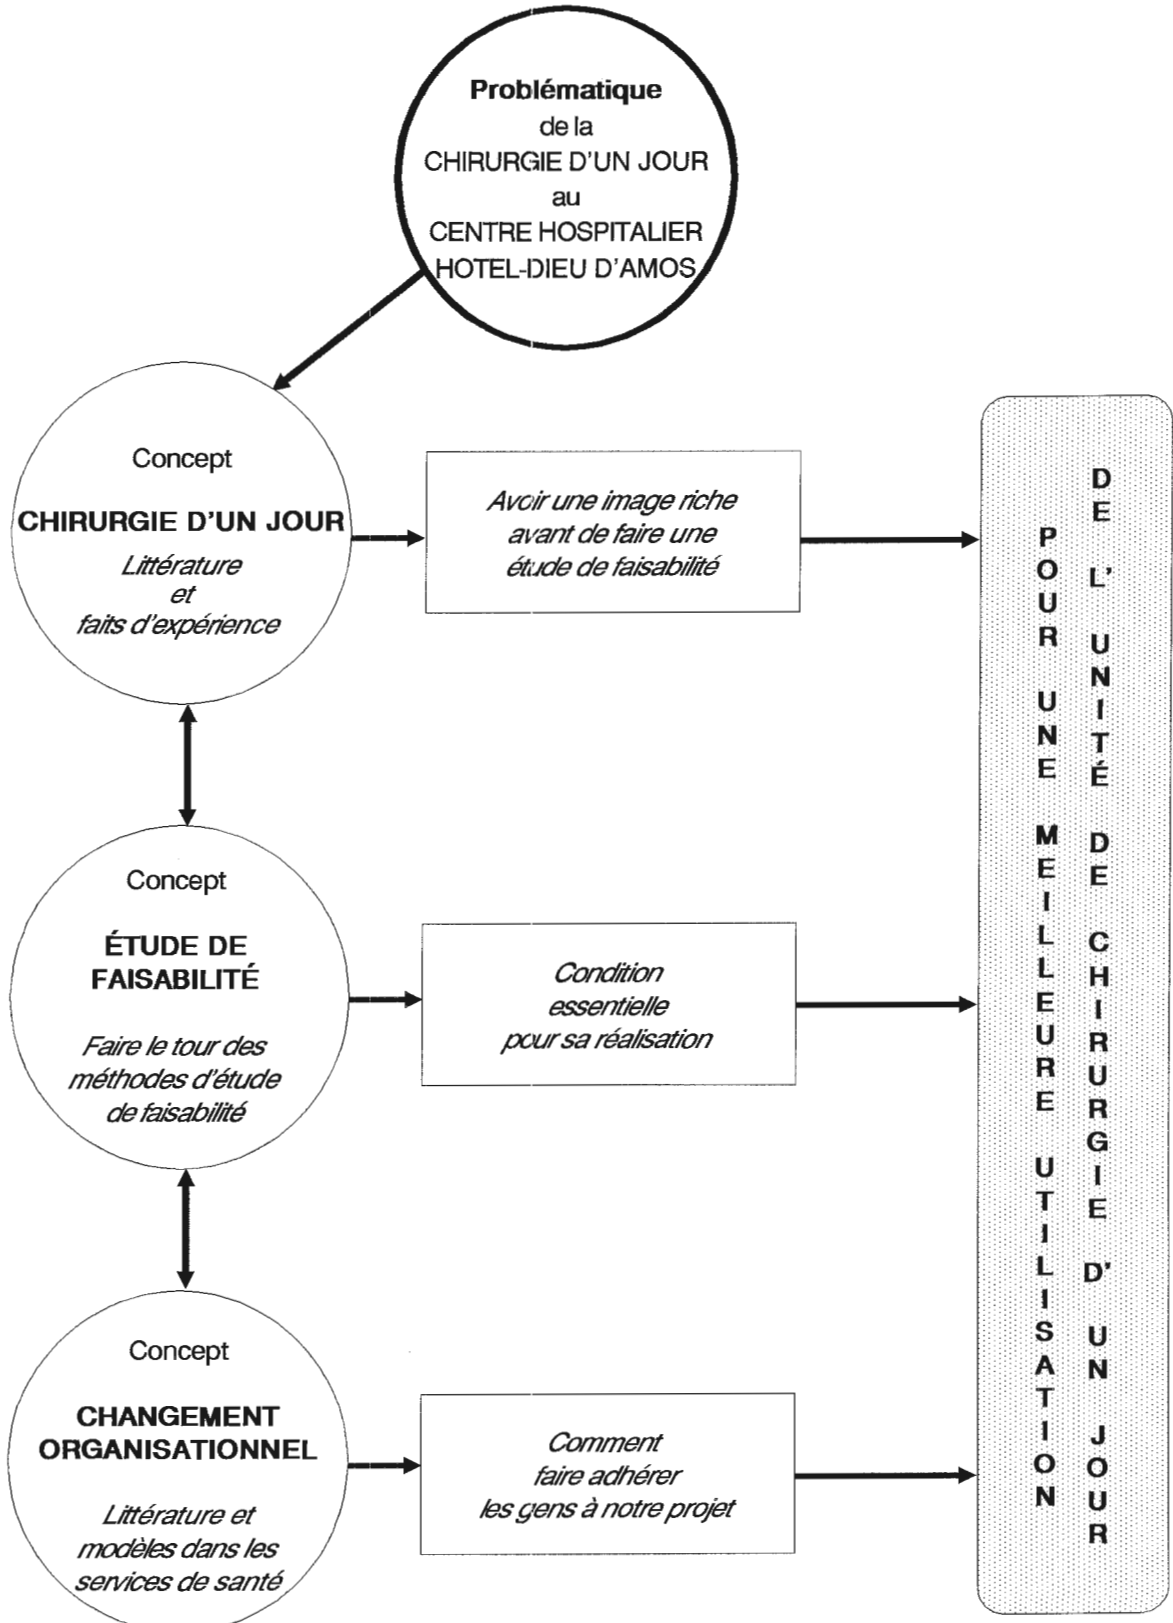 Problématique
de la
CHIRURGIE D'UN JOUR
au
CENTRE HOSPITALIER
HOTEL-DIEU D'AMOS
Concept
CHIRURGIE D'UN JOUR
Littérature
et
faits d'expérience
Avoir une image riche
avant de faire une
étude de faisabilité
Concept
ÉTUDE DE
FAISABILITÉ
Faire le tour des
méthodes d'étude
de faisabilité
Condition
essentielle
pour sa réalisation
Concept
CHANGEMENT
ORGANISATIONNEL
Littérature et
modèles dans les
services de santé
Comment
faire adhérer
les gens à notre projet
POUR UNE MEILLEURE UTILISATION
DE L' UNITÉ DE CHIRURGIE D' UN JOUR